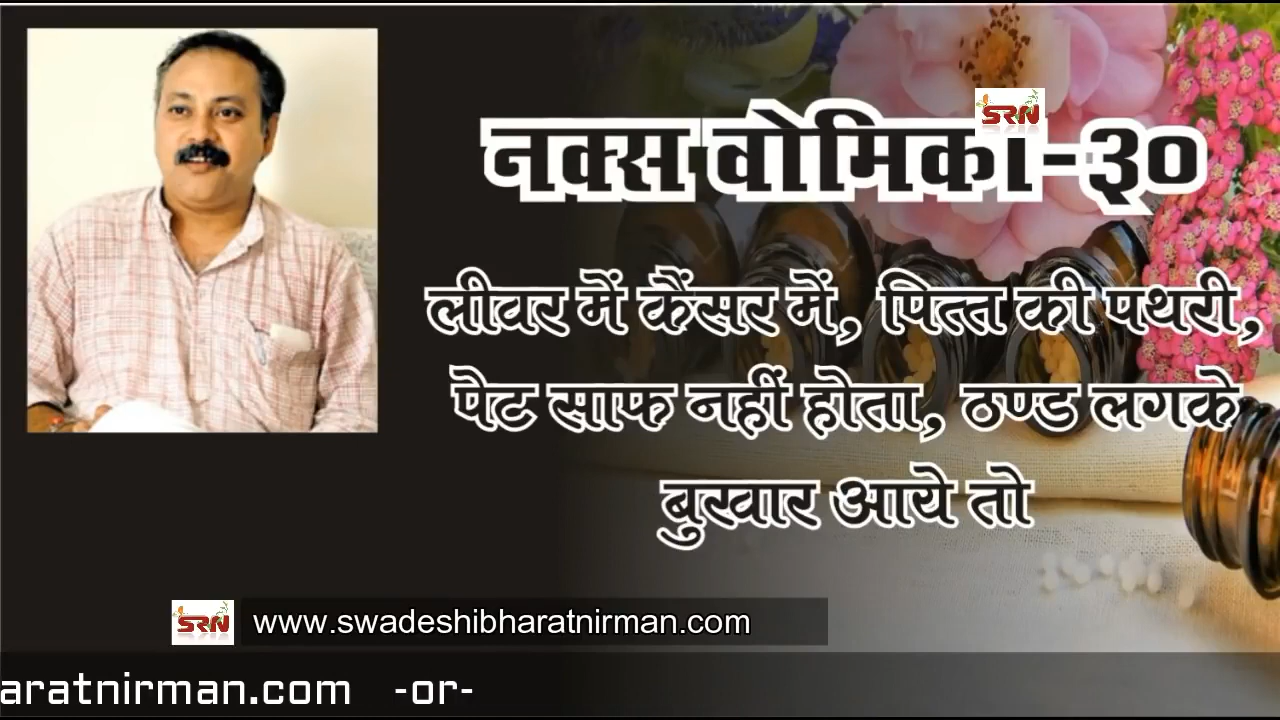 SRN
नक्स वोमिका-३०
लीवर में कैंसर में, पित्त की पथरी,
पेट साफ नहीं होता, ठण्ड लगके
बुखार आये तो
SRN www.swadeshibharatnirman.com
aratnirman.com -or-